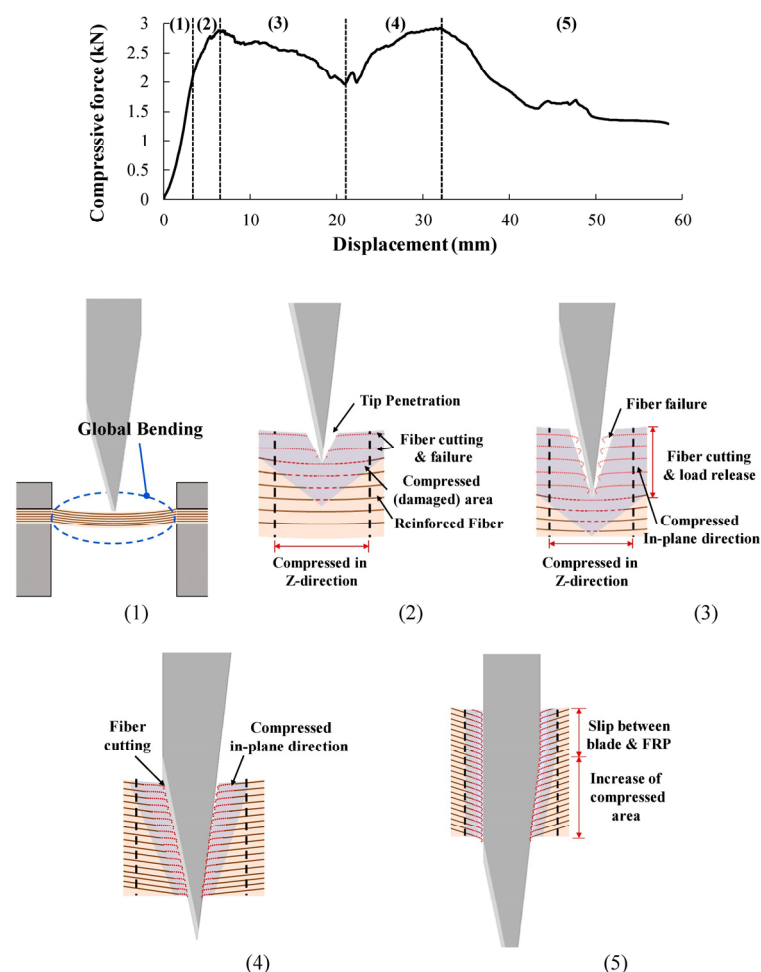 (1) (2) (3) (4) (5)
Compressive force (kN)
3
2.5
2
1.5
1
0.5
0
0 10 20 30 40 50 60
Displacement (mm)
Global Bending
(1)
Tip Penetration
Fiber cutting
& failure
Compressed
(damaged) area
Reinforced Fiber
Compressed in
Z-direction
(2)
Fiber failure
Fiber cutting
& load release
Compressed
In-plane direction
Compressed in
Z-direction
(3)
Fiber
cutting
Compressed
in-plane direction
(4)
Slip between
blade & FRP
Increase of
compressed
area
(5)